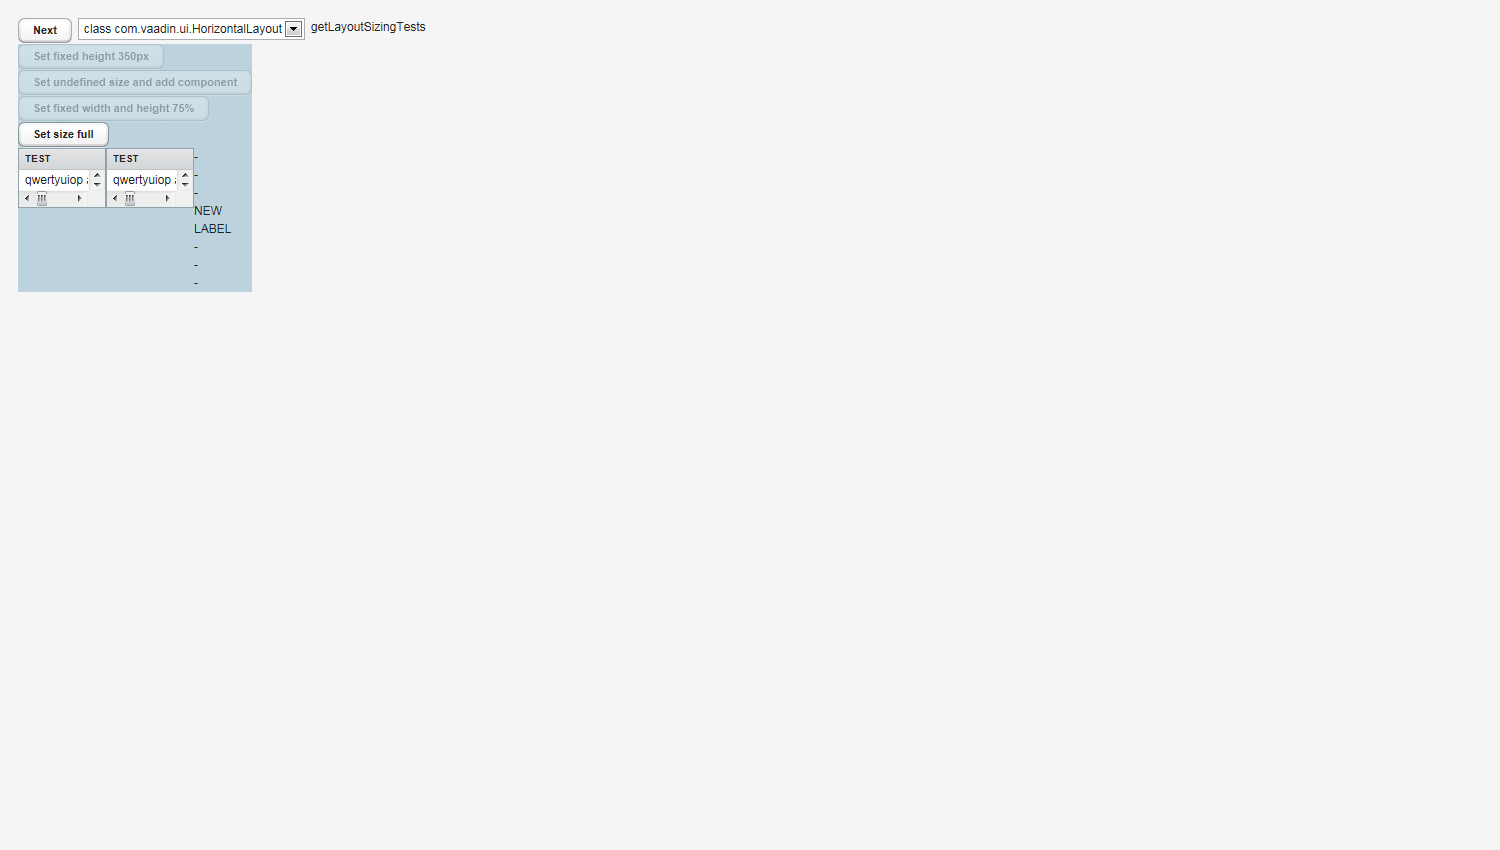 Next class com.vaadin.ui.HorizontalLayout getLayoutSizingTests
Set fixed height 350px
Set undefined size and add component
Set fixed width and height 75%
Set size full
TEST TEST -
qwertyuiop qwertyuiop -
-
NEW
LABEL
-
-
-